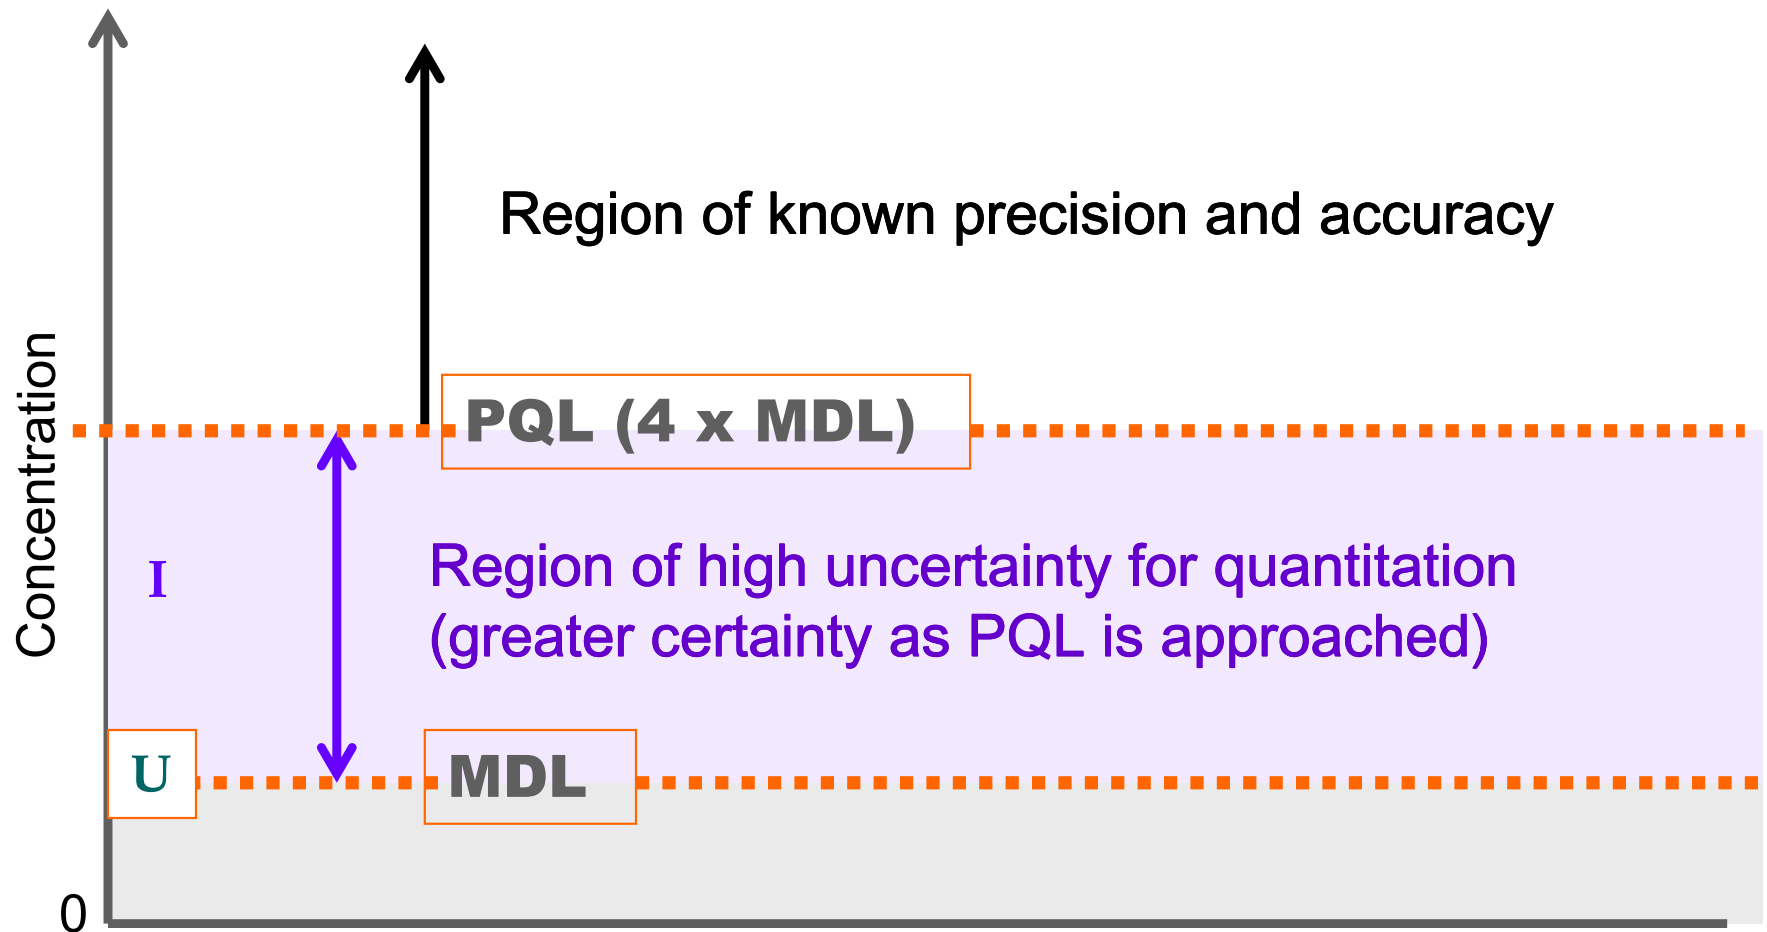 Region of known precision and accuracy
Concentration
PQL (4 x MDL)
I
Region of high uncertainty for quantitation
(greater certainty as PQL is approached)
U
MDL
0